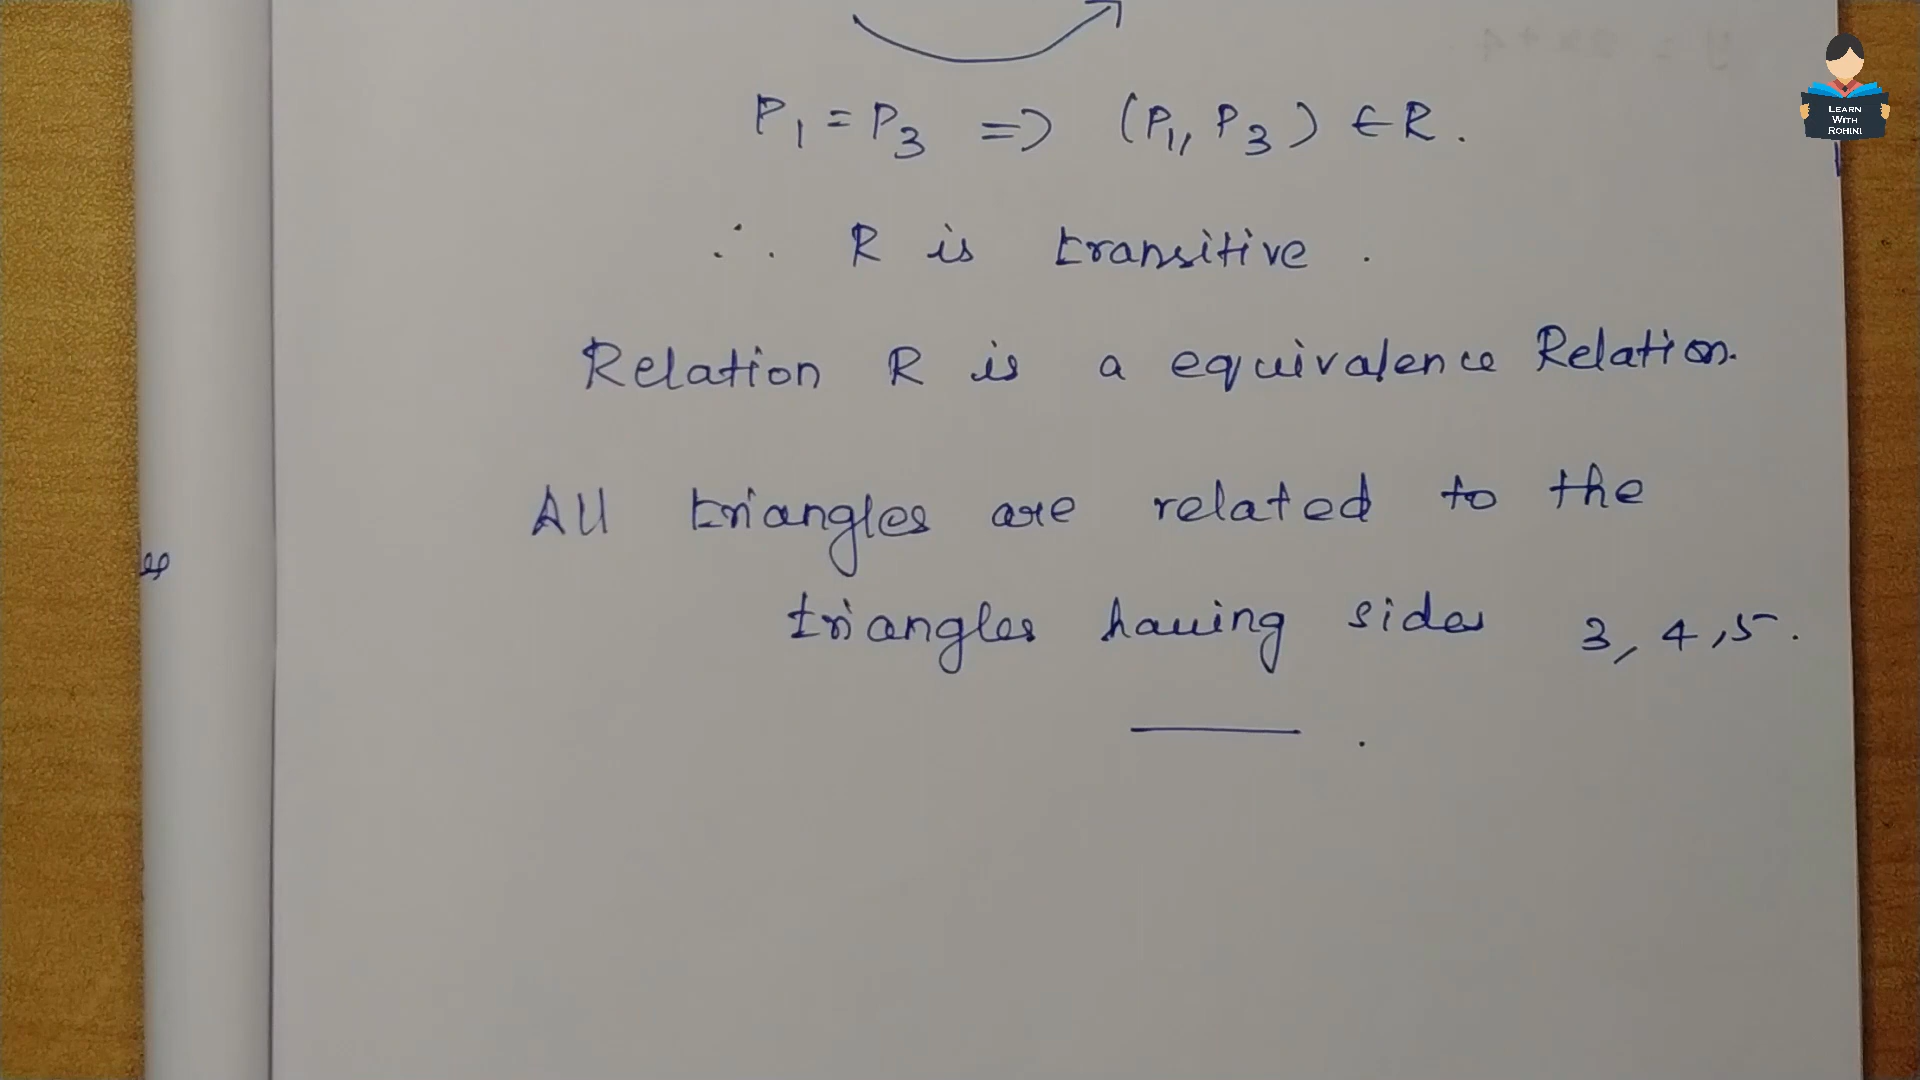 P1 = P3 => (P1, P3) ∈ R.
LEARN
WITH
ROHINI
∴ R is transitive.
Relation R is a equivalence Relation.
All triangles are related to the
triangles having sides 3, 4, 5.